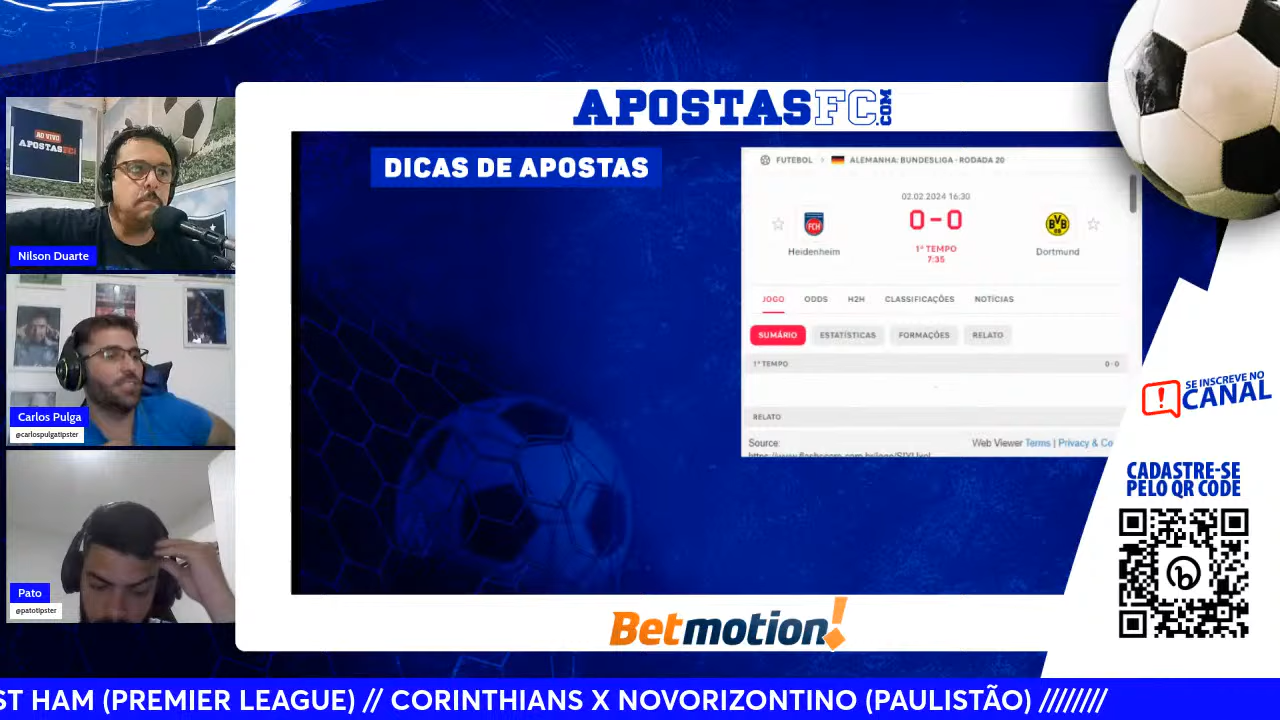 APOSTASFC.COM
AO VIVO
APOSTASFC
DICAS DE APOSTAS
FUTEBOL
ALEMANHA: BUNDESLIGA - RODADA 20
02.02.2024 16:30
0-0
Heidenheim
Dortmund
1º TEMPO
7:35
JOGO ODDS H2H CLASSIFICAÇÕES NOTÍCIAS
SUMÁRIO ESTATÍSTICAS FORMAÇÕES RELATO
1º TEMPO 0-0
RELATO
Source: Web Viewer Terms | Privacy & Co
Nilson Duarte
Carlos Pulga
@carlospulgatipster
Pato
@patotipster
SE INSCREVE NO
CANAL
CADASTRE-SE
PELO QR CODE
Betmotion!
ST HAM (PREMIER LEAGUE) // CORINTHIANS X NOVORIZONTINO (PAULISTÃO) ////////